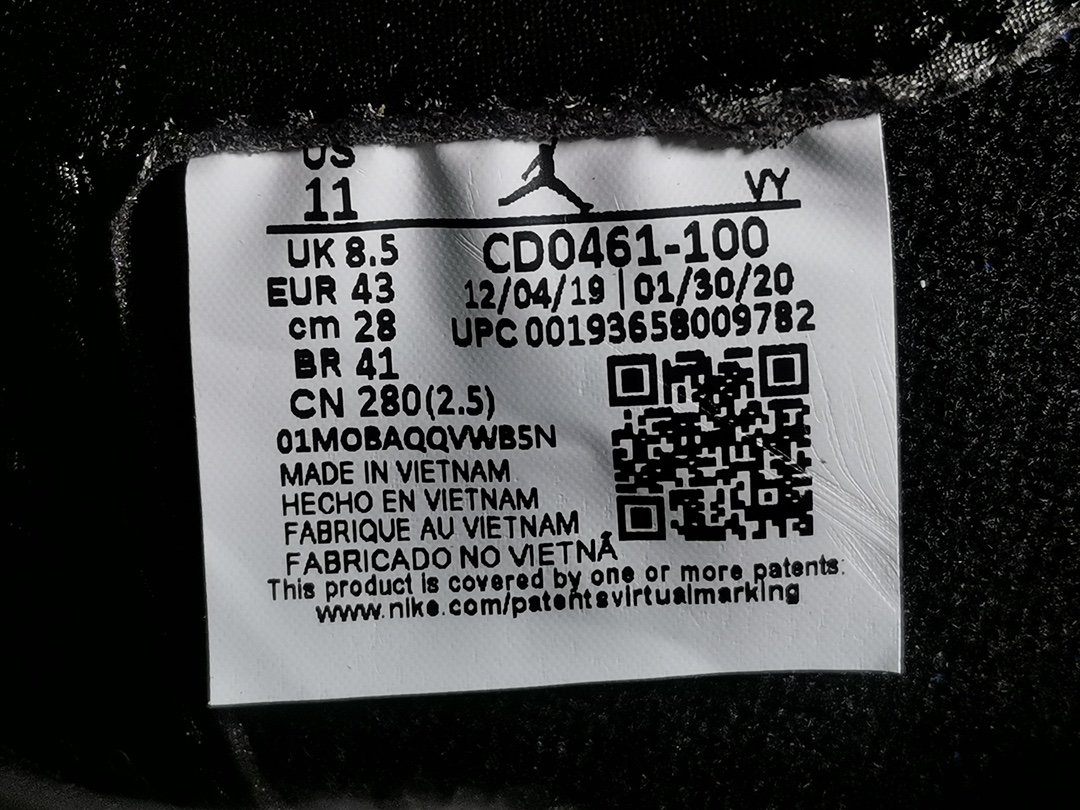 US
11
VY
UK 8.5
CD0461-100
EUR 43
12/04/19 | 01/30/20
cm 28
UPC 00193658009782
BR 41
CN 280(2.5)
01MOBAQQVWB5N
MADE IN VIETNAM
HECHO EN VIETNAM
FABRIQUE AU VIETNAM
FABRICADO NO VIETNÃ
This product is covered by one or more patents:
www.nike.com/patentsvirtualmarking